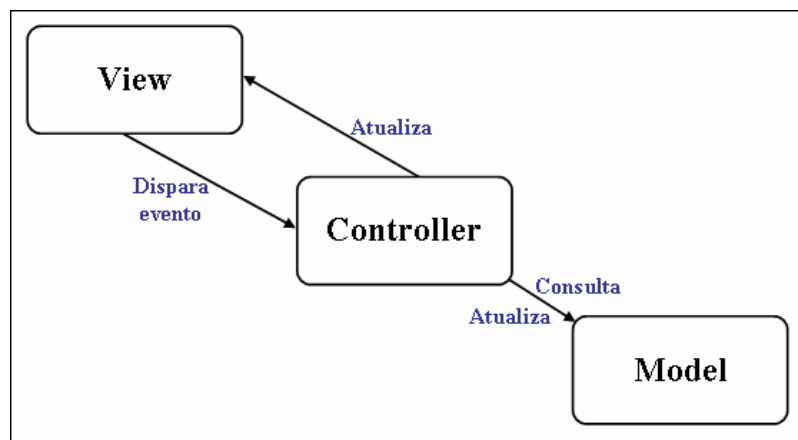 View
Atualiza
Dispara
evento
Controller
Consulta
Atualiza
Model